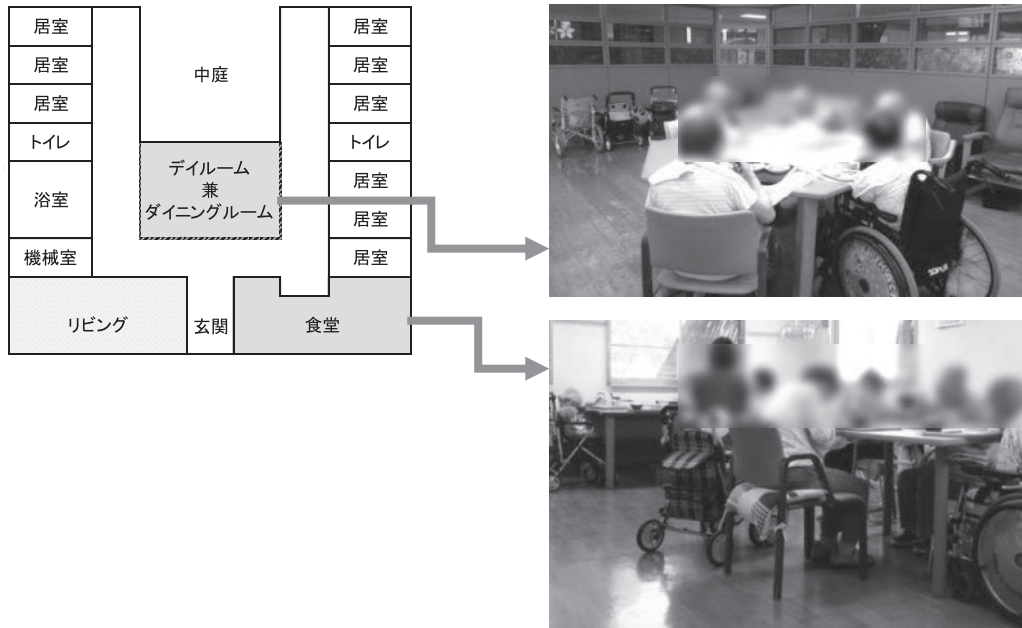 居室
居室
居室
トイレ
浴室
機械室
リビング
中庭
デイルーム
兼
ダイニングルーム
玄関
食堂
居室
居室
居室
トイレ
居室
居室
居室
SOFUR